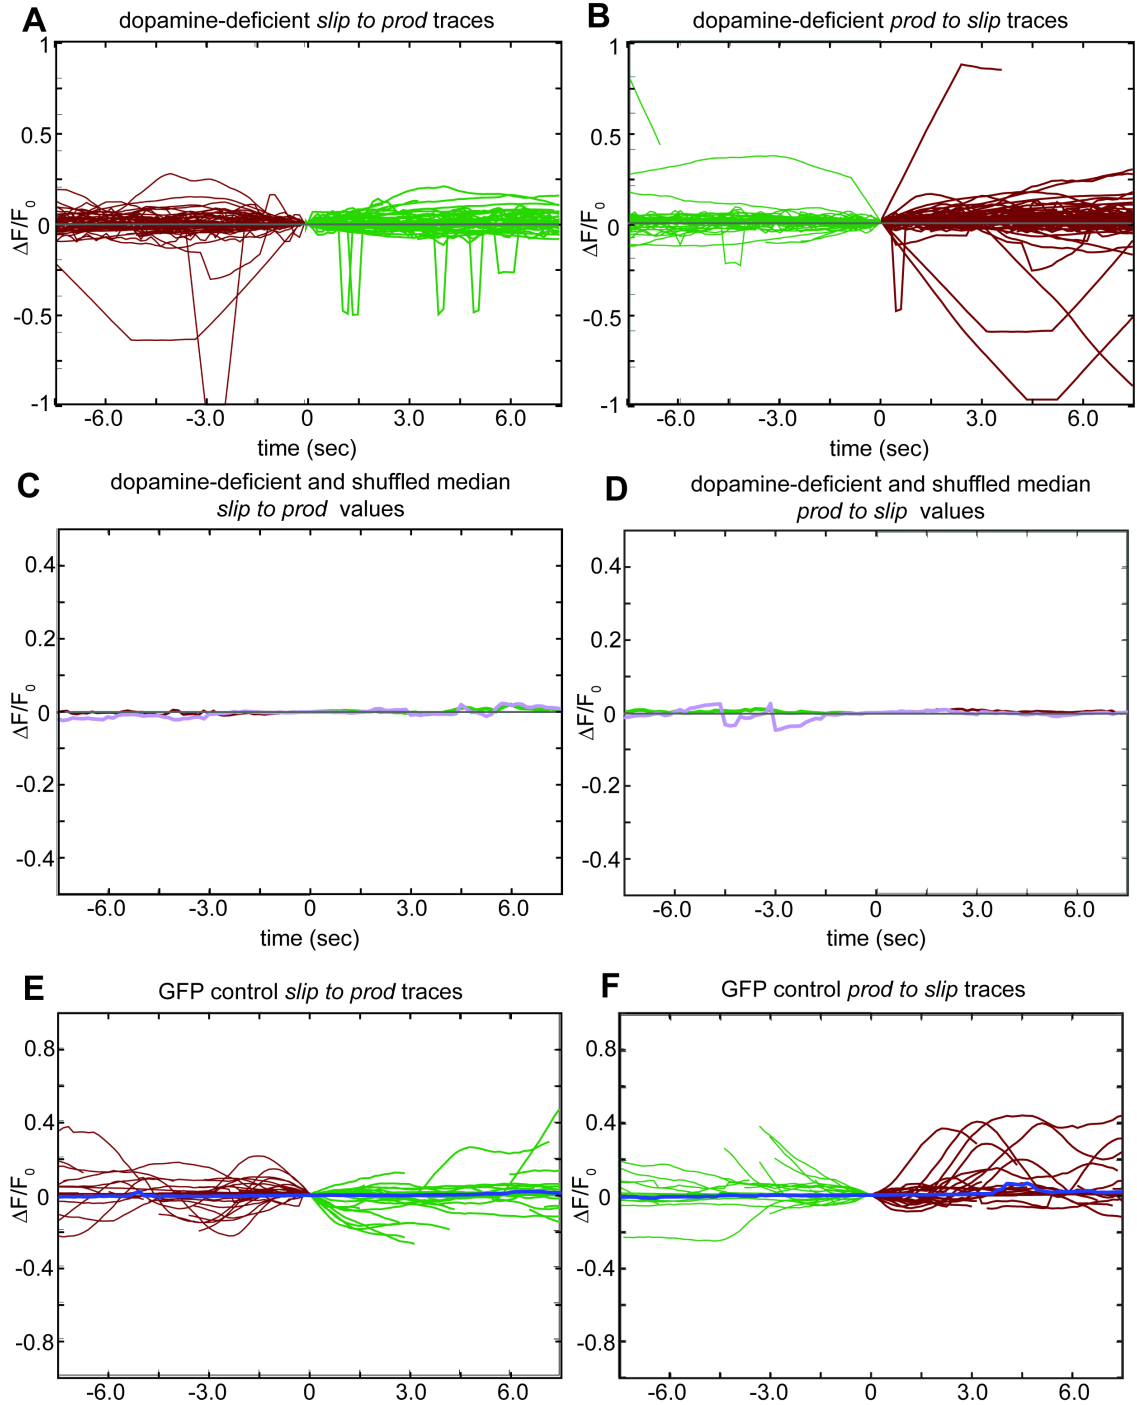 A dopamine-deficient slip to prod traces
1
0.5
0
-0.5
-1
ΔF/F0
-6.0 -3.0 0 3.0 6.0
time (sec)
B dopamine-deficient prod to slip traces
1
0.5
0
-0.5
-1
ΔF/F0
-6.0 -3.0 0 3.0 6.0
time (sec)
C dopamine-deficient and shuffled median
slip to prod values
0.4
0.2
0
-0.2
-0.4
ΔF/F0
-6.0 -3.0 0 3.0 6.0
time (sec)
D dopamine-deficient and shuffled median
prod to slip values
0.4
0.2
0
-0.2
-0.4
ΔF/F0
-6.0 -3.0 0 3.0 6.0
time (sec)
E GFP control slip to prod traces
0.8
0.4
0
-0.4
-0.8
ΔF/F0
-6.0 -3.0 0 3.0 6.0
F GFP control prod to slip traces
0.8
0.4
0
-0.4
-0.8
ΔF/F0
-6.0 -3.0 0 3.0 6.0